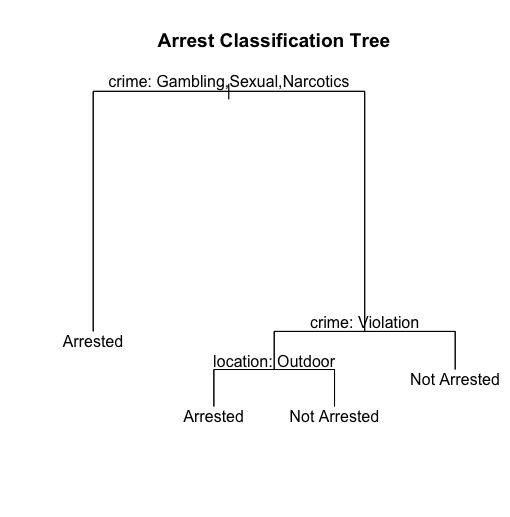 Arrest Classification Tree
crime: Gambling,Sexual,Narcotics
crime: Violation
Arrested
location: Outdoor
Not Arrested
Arrested
Not Arrested